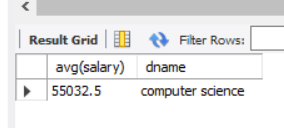 Result Grid Filter Rows:
avg(salary) dname
55032.5 computer science